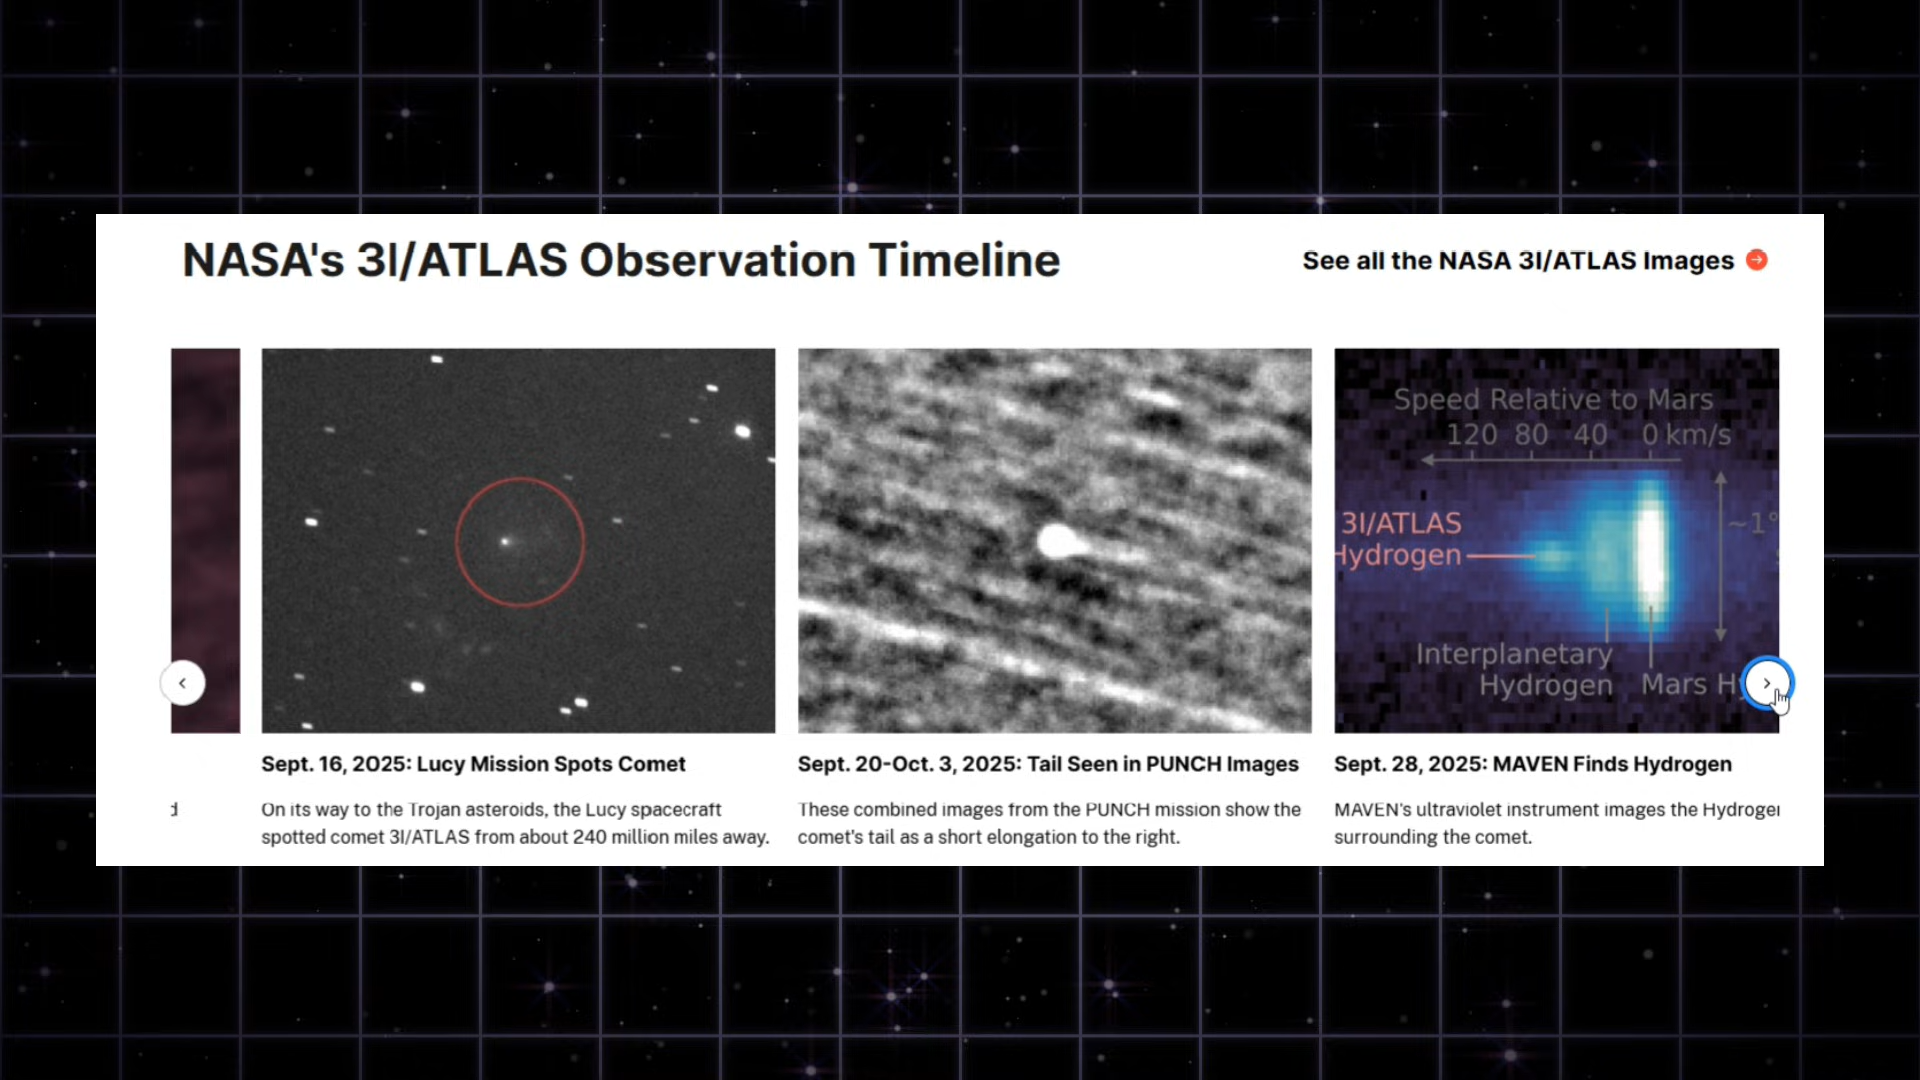 NASA's 3I/ATLAS Observation Timeline
See all the NASA 3I/ATLAS Images
Speed Relative to Mars
120 80 40 0 km/s
3I/ATLAS
Hydrogen
~1°
Interplanetary
Hydrogen
Mars
Sept. 16, 2025: Lucy Mission Spots Comet
On its way to the Trojan asteroids, the Lucy spacecraft
spotted comet 3I/ATLAS from about 240 million miles away.
Sept. 20-Oct. 3, 2025: Tail Seen in PUNCH Images
These combined images from the PUNCH mission show the
comet's tail as a short elongation to the right.
Sept. 28, 2025: MAVEN Finds Hydrogen
MAVEN's ultraviolet instrument images the Hydrogen
surrounding the comet.